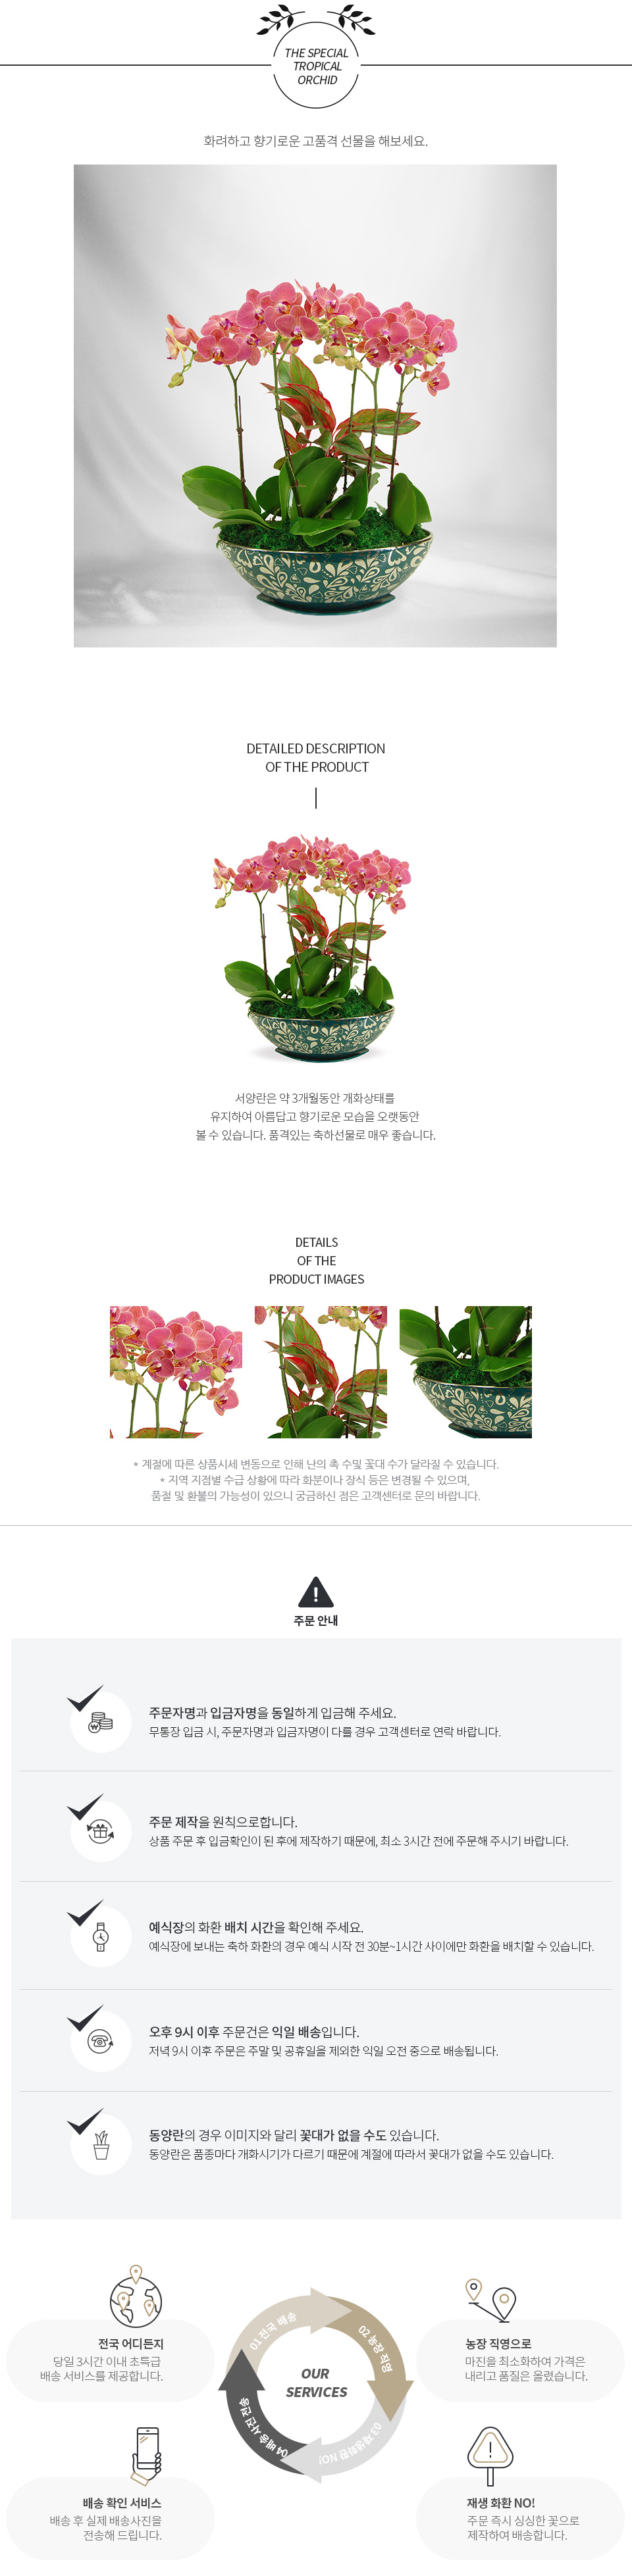 THE SPECIAL
TROPICAL
ORCHID
화려하고 향기로운 고품격 선물을 해보세요.
DETAILED DESCRIPTION
OF THE PRODUCT
서양란은 약 3개월동안 개화상태를
유지하여 아름답고 향기로운 모습을 오랫동안
볼 수 있습니다. 품격있는 축하선물로 매우 좋습니다.
DETAILS
OF THE
PRODUCT IMAGES
* 계절에 따른 상품시세 변동으로 인해 난의 촉 수및 꽃대 수가 달라질 수 있습니다.
* 지역 지점별 수급 상황에 따라 화분이나 장식 등은 변경될 수 있으며,
품절 및 환불의 가능성이 있으니 궁금하신 점은 고객센터로 문의 바랍니다.
주문 안내
주문자명과 입금자명을 동일하게 입금해 주세요.
무통장 입금 시, 주문자명과 입금자명이 다를 경우 고객센터로 연락 바랍니다.
주문 제작을 원칙으로합니다.
상품 주문 후 입금확인이 된 후에 제작하기 때문에, 최소 3시간 전에 주문해 주시기 바랍니다.
예식장의 화환 배치 시간을 확인해 주세요.
예식장에 보내는 축하 화환의 경우 예식 시작 전 30분~1시간 사이에만 화환을 배치할 수 있습니다.
오후 9시 이후 주문건은 익일 배송입니다.
저녁 9시 이후 주문은 주말 및 공휴일을 제외한 익일 오전 중으로 배송됩니다.
동양란의 경우 이미지와 달리 꽃대가 없을 수도 있습니다.
동양란은 품종마다 개화시기가 다르기 때문에 계절에 따라서 꽃대가 없을 수도 있습니다.
전국 어디든지
당일 3시간 이내 초특급
배송 서비스를 제공합니다.
농장 직영으로
마진을 최소화하여 가격은
내리고 품질은 올렸습니다.
01 전국 배송
02 농장 직영
OUR
SERVICES
03 재생화환 NO!
04 배송사진 전송
배송 확인 서비스
배송 후 실제 배송사진을
전송해 드립니다.
재생 화환 NO!
주문 즉시 싱싱한 꽃으로
제작하여 배송합니다.